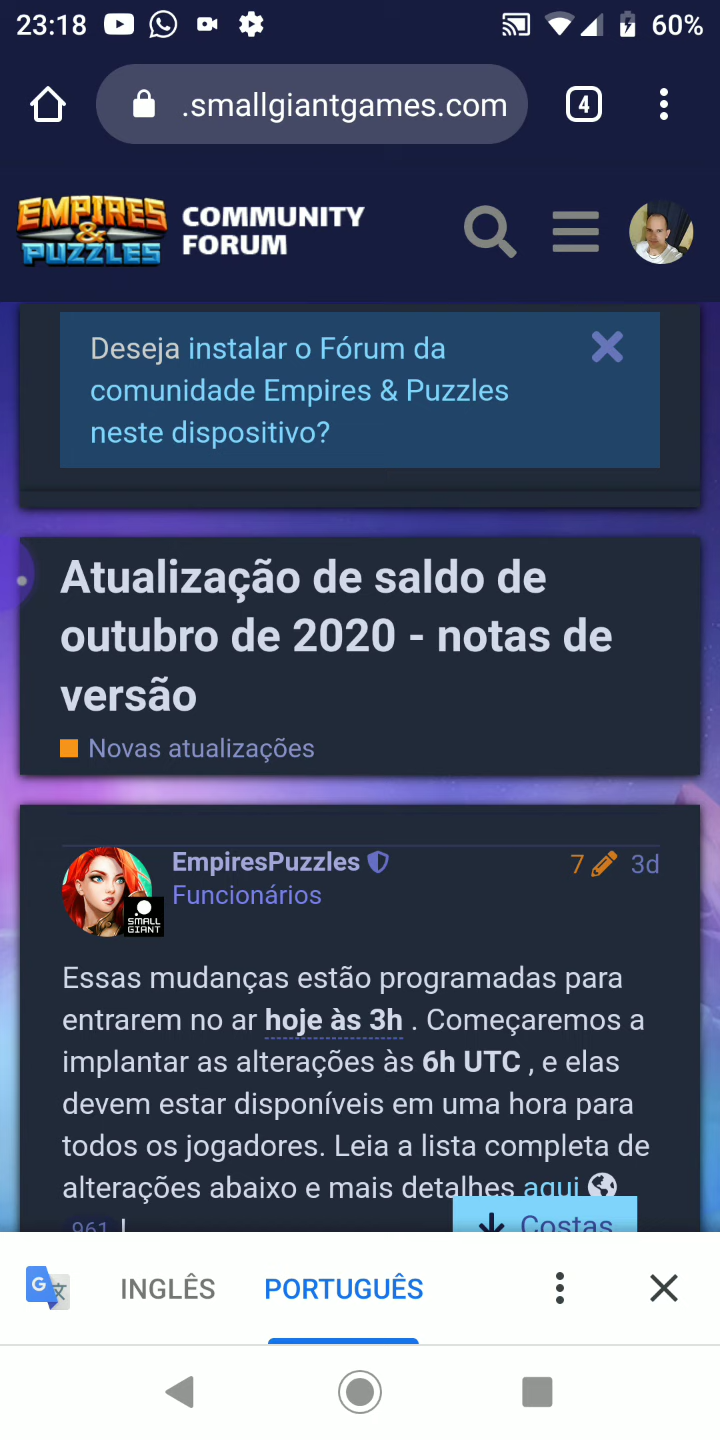 23:18
60%
.smallgiantgames.com
4
EMPIRES
&
PUZZLES
COMMUNITY
FORUM
Deseja instalar o Fórum da
comunidade Empires & Puzzles
neste dispositivo?
Atualização de saldo de
outubro de 2020 - notas de
versão
Novas atualizações
EmpiresPuzzles
7
3d
Funcionários
SMALL
GIANT
Essas mudanças estão programadas para
entrarem no ar hoje às 3h . Começaremos a
implantar as alterações às 6h UTC , e elas
devem estar disponíveis em uma hora para
todos os jogadores. Leia a lista completa de
alterações abaixo e mais detalhes aqui
961 !
Costas
G
INGLÊS
PORTUGUÊS